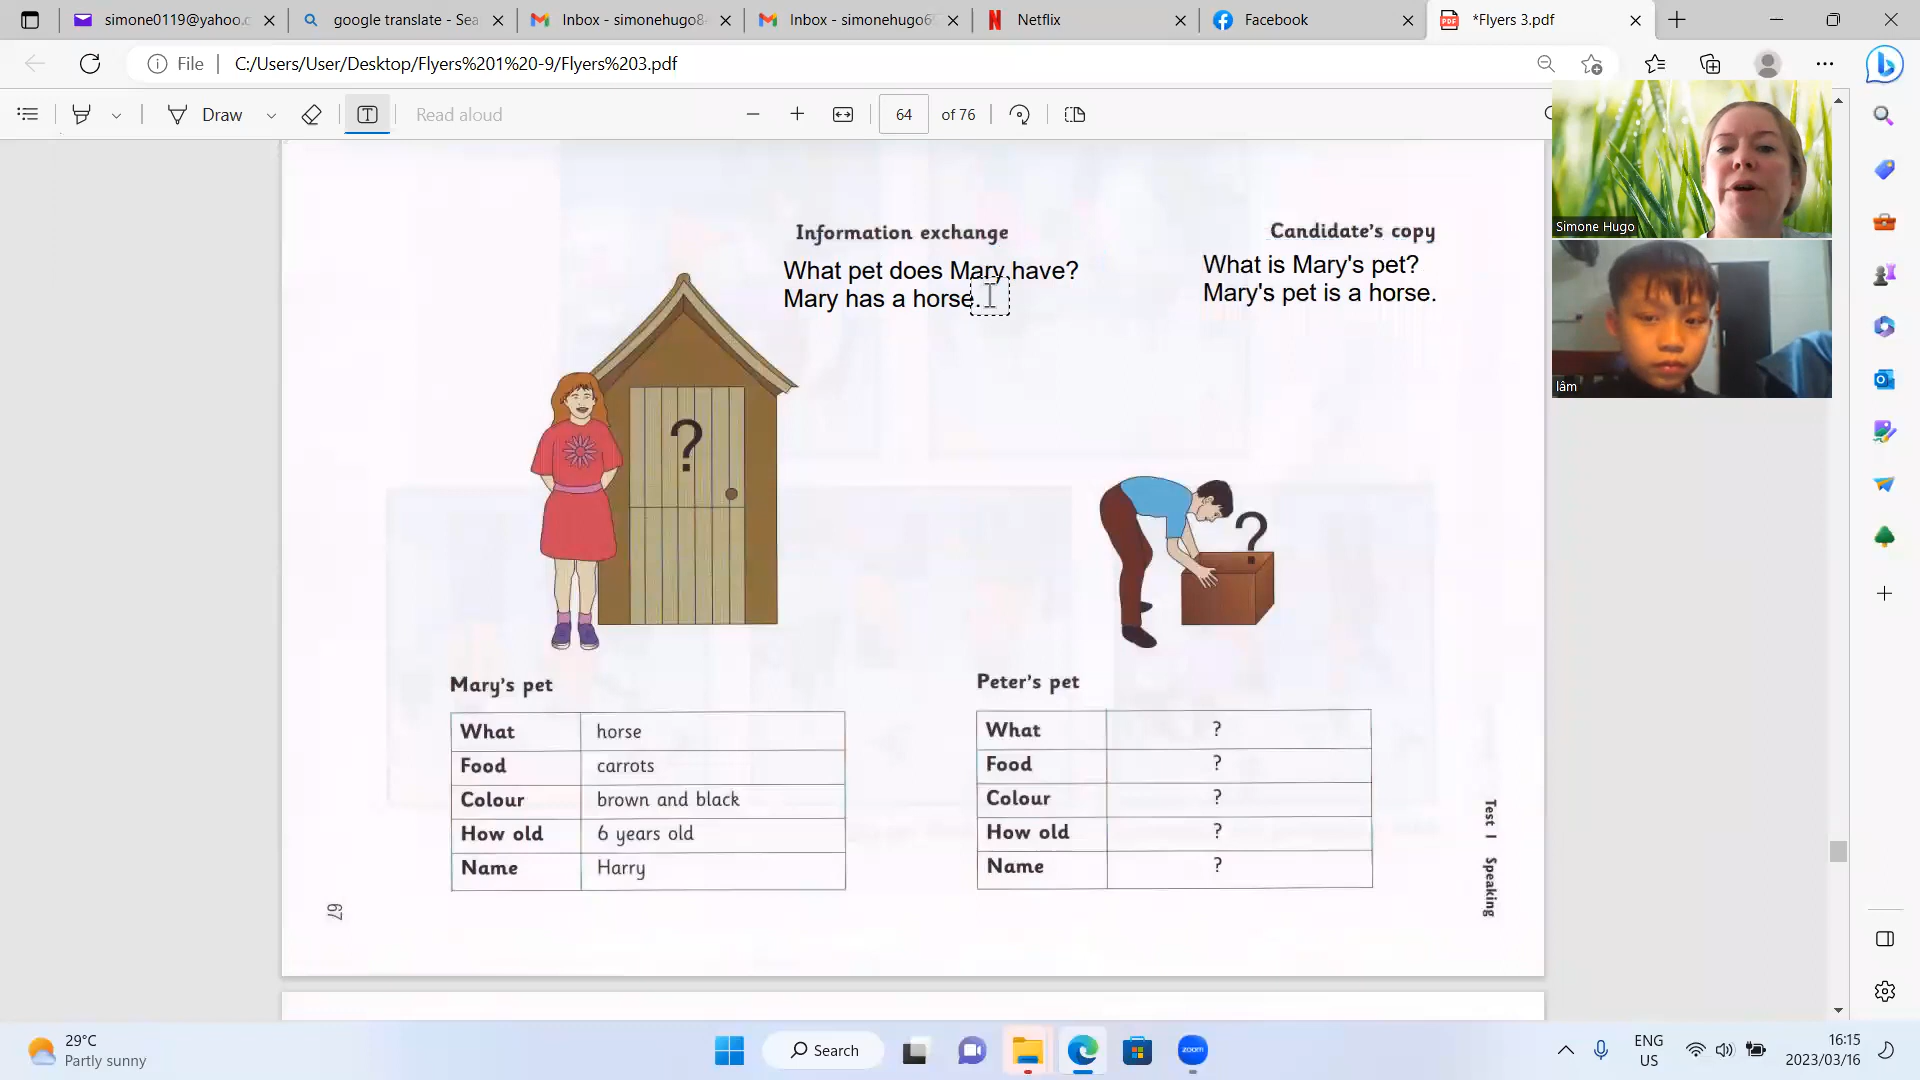 simone0119@yahoo.c
google translate - Sea
Inbox - simonehugo8
Inbox - simonehugo6
Netflix
Facebook
*Flyers 3.pdf
File
C:/Users/User/Desktop/Flyers%201%20-9/Flyers%203.pdf
Draw
Read aloud
64 of 76
Information exchange
What pet does Mary have?
Mary has a horse.
Candidate's copy
What is Mary's pet?
Mary's pet is a horse.
?
?
Mary's pet
What horse
Food carrots
Colour brown and black
How old 6 years old
Name Harry
Peter's pet
What ?
Food ?
Colour ?
How old ?
Name ?
Test 1 Speaking
67
Simone Hugo
lâm
29°C
Partly sunny
Search
zoom
ENG
US
16:15
2023/03/16